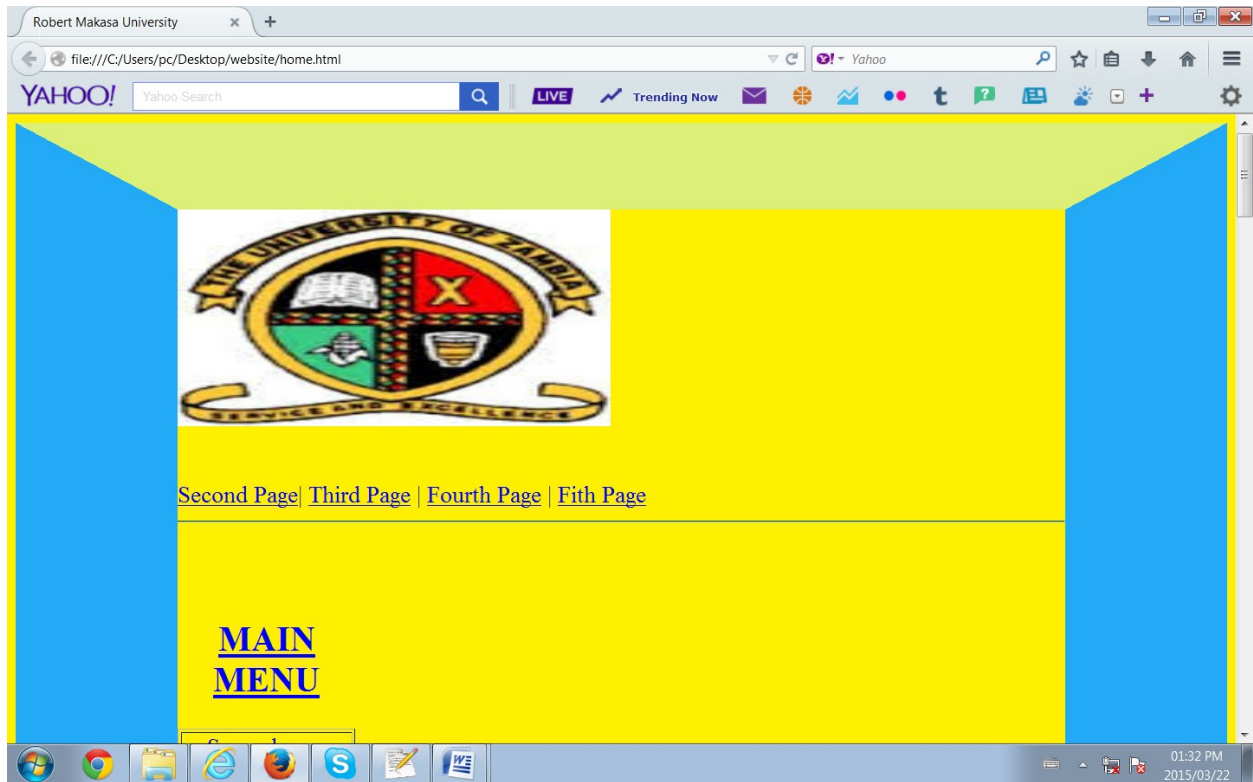 Robert Makasa University
file:///C:/Users/pc/Desktop/website/home.html
Yahoo
YAHOO!
Yahoo Search
LIVE
Trending Now
THE UNIVERSITY OF ZAMBIA
SERVICE AND EXCELLENCE
Second Page| Third Page | Fourth Page | Fith Page
MAIN
MENU
01:32 PM
2015/03/22